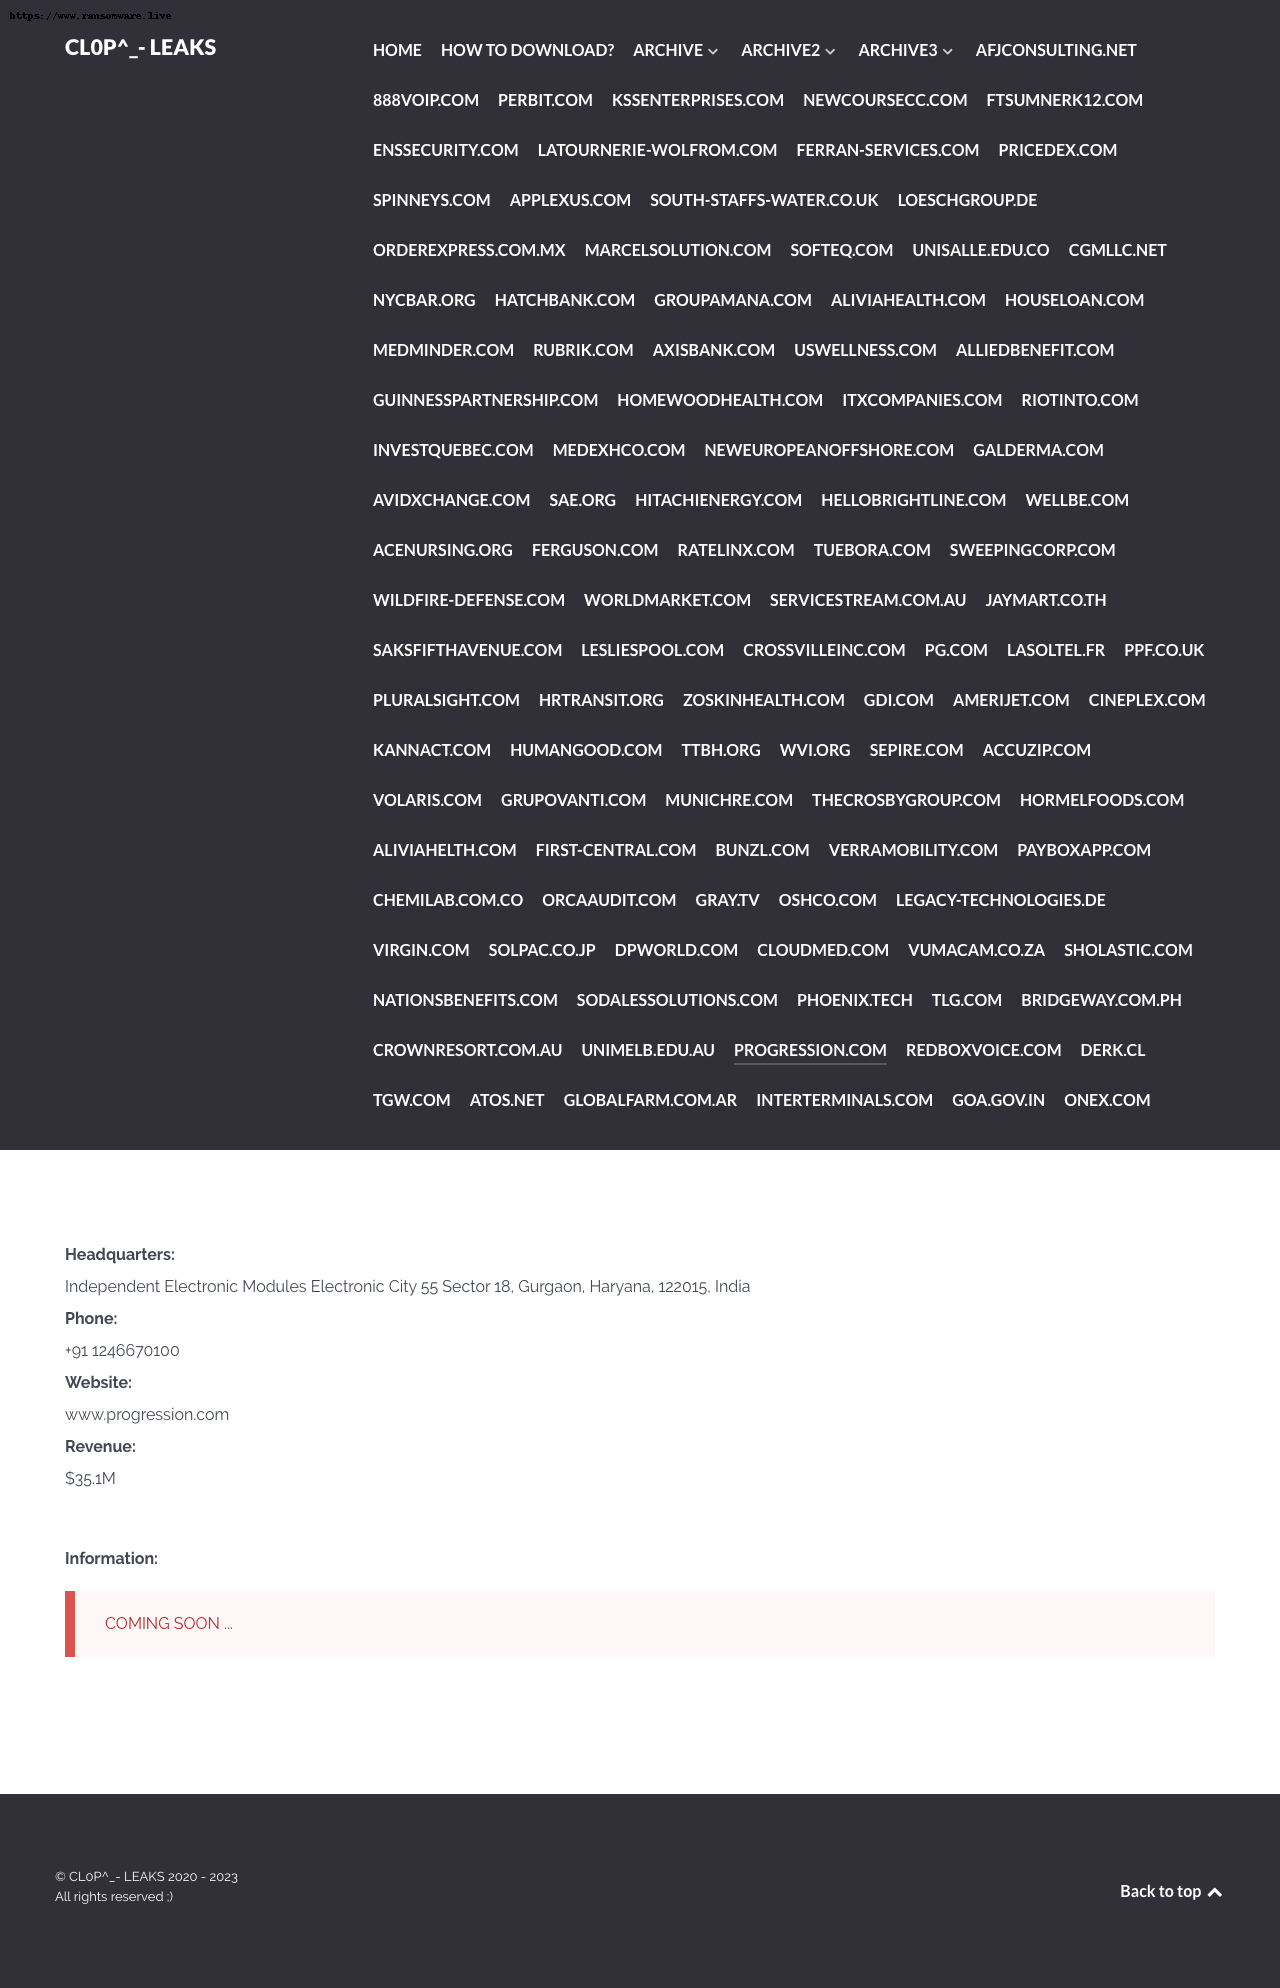 https://www.ransomware.live
CL0P^_- LEAKS
HOME HOW TO DOWNLOAD? ARCHIVE ARCHIVE2 ARCHIVE3 AFJCONSULTING.NET
888VOIP.COM PERBIT.COM KSSENTERPRISES.COM NEWCOURSECC.COM FTSUMNERK12.COM
ENSSECURITY.COM LATOURNERIE-WOLFROM.COM FERRAN-SERVICES.COM PRICEDEX.COM
SPINNEYS.COM APPLEXUS.COM SOUTH-STAFFS-WATER.CO.UK LOESCHGROUP.DE
ORDEREXPRESS.COM.MX MARCELSOLUTION.COM SOFTEQ.COM UNISALLE.EDU.CO CGMLLC.NET
NYCBAR.ORG HATCHBANK.COM GROUPAMANA.COM ALIVIAHEALTH.COM HOUSELOAN.COM
MEDMINDER.COM RUBRIK.COM AXISBANK.COM USWELLNESS.COM ALLIEDBENEFIT.COM
GUINNESSPARTNERSHIP.COM HOMEWOODHEALTH.COM ITXCOMPANIES.COM RIOTINTO.COM
INVESTQUEBEC.COM MEDEXHCO.COM NEWEUROPEANOFFSHORE.COM GALDERMA.COM
AVIDXCHANGE.COM SAE.ORG HITACHIENERGY.COM HELLOBRIGHTLINE.COM WELLBE.COM
ACENURSING.ORG FERGUSON.COM RATELINX.COM TUEBORA.COM SWEEPINGCORP.COM
WILDFIRE-DEFENSE.COM WORLDMARKET.COM SERVICESTREAM.COM.AU JAYMART.CO.TH
SAKSFIFTHAVENUE.COM LESLIESPOOL.COM CROSSVILLEINC.COM PG.COM LASOLTEL.FR PPF.CO.UK
PLURALSIGHT.COM HRTRANSIT.ORG ZOSKINHEALTH.COM GDI.COM AMERIJET.COM CINEPLEX.COM
KANNACT.COM HUMANGOOD.COM TTBH.ORG WVI.ORG SEPIRE.COM ACCUZIP.COM
VOLARIS.COM GRUPOVANTI.COM MUNICHRE.COM THECROSBYGROUP.COM HORMELFOODS.COM
ALIVIAHELTH.COM FIRST-CENTRAL.COM BUNZL.COM VERRAMOBILITY.COM PAYBOXAPP.COM
CHEMILAB.COM.CO ORCAAUDIT.COM GRAY.TV OSHCO.COM LEGACY-TECHNOLOGIES.DE
VIRGIN.COM SOLPAC.CO.JP DPWORLD.COM CLOUDMED.COM VUMACAM.CO.ZA SHOLASTIC.COM
NATIONSBENEFITS.COM SODALESSOLUTIONS.COM PHOENIX.TECH TLG.COM BRIDGEWAY.COM.PH
CROWNRESORT.COM.AU UNIMELB.EDU.AU PROGRESSION.COM REDBOXVOICE.COM DERK.CL
TGW.COM ATOS.NET GLOBALFARM.COM.AR INTERTERMINALS.COM GOA.GOV.IN ONEX.COM
Headquarters:
Independent Electronic Modules Electronic City 55 Sector 18, Gurgaon, Haryana, 122015, India
Phone:
+91 1246670100
Website:
www.progression.com
Revenue:
$35.1M
Information:
COMING SOON ...
© CL0P^_- LEAKS 2020 - 2023
All rights reserved ;)
Back to top